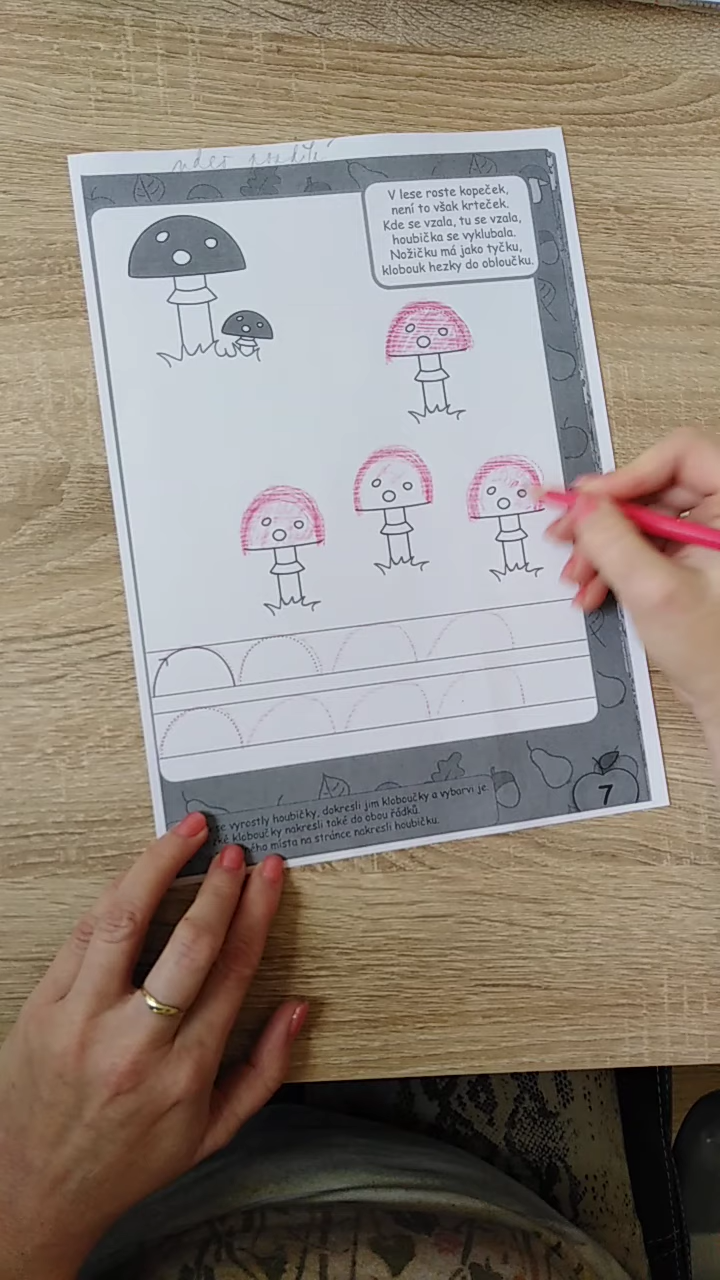 V lese roste kopeček,
není to však krteček.
Kde se vzala, tu se vzala,
houbička se vyklubala.
Nožičku má jako tyčku,
klobouk hezky do obloučku.
se vyrostly houbičky, dokresli jim kloboučky a vybarvi je.
kloboučky nakresli také do obou řádků.
místa na stránce nakresli houbičku.
7